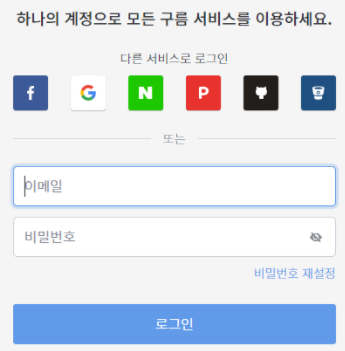 하나의 계정으로 모든 구름 서비스를 이용하세요.
다른 서비스로 로그인
f G N P
또는
이메일
비밀번호
비밀번호 재설정
로그인